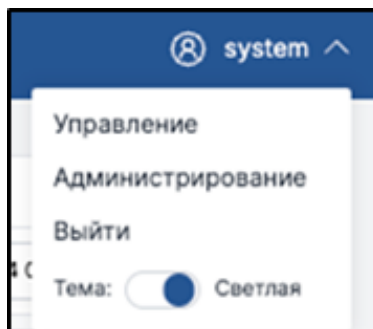 system
Управление
Администрирование
Выйти
Тема: Светлая